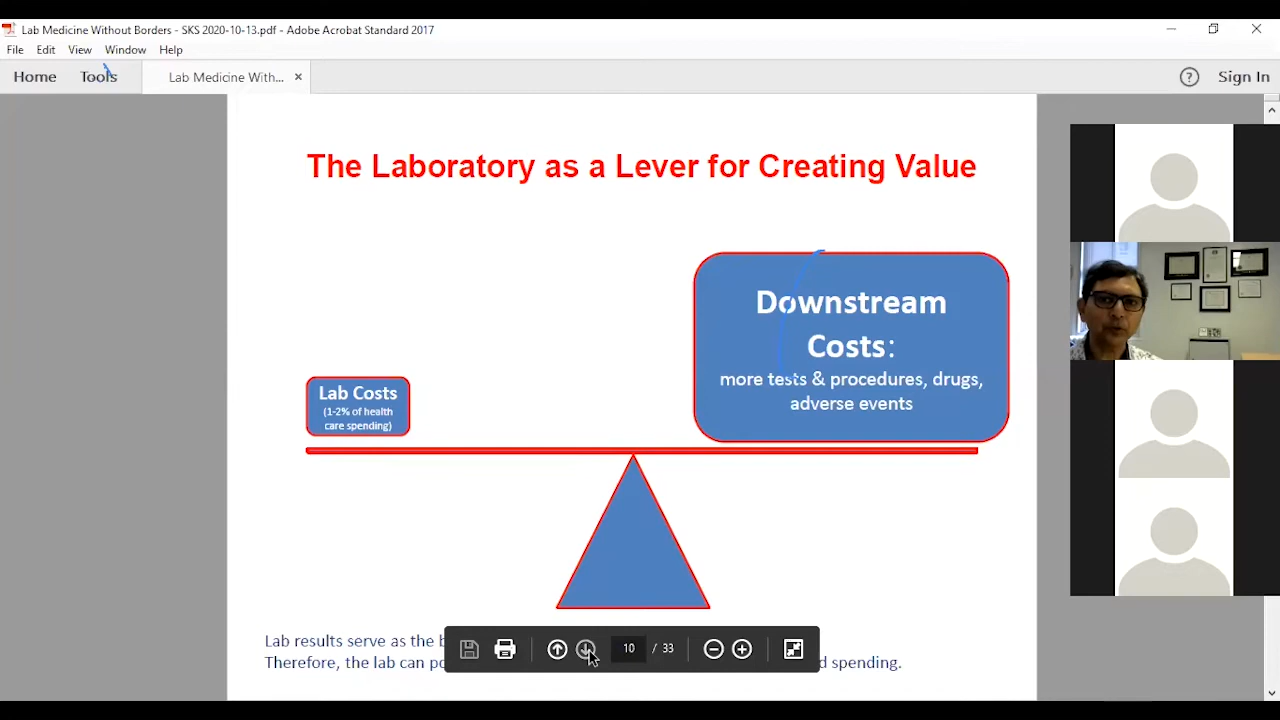 Lab Medicine Without Borders - SKS 2020-10-13.pdf - Adobe Acrobat Standard 2017
File Edit View Window Help
Home Tools Lab Medicine With... × ? Sign In
The Laboratory as a Lever for Creating Value
Downstream
Costs:
more tests & procedures, drugs,
adverse events
Lab Costs
(1-2% of health
care spending)
Lab results serve as the b
Therefore, the lab can po d spending.
10 / 33